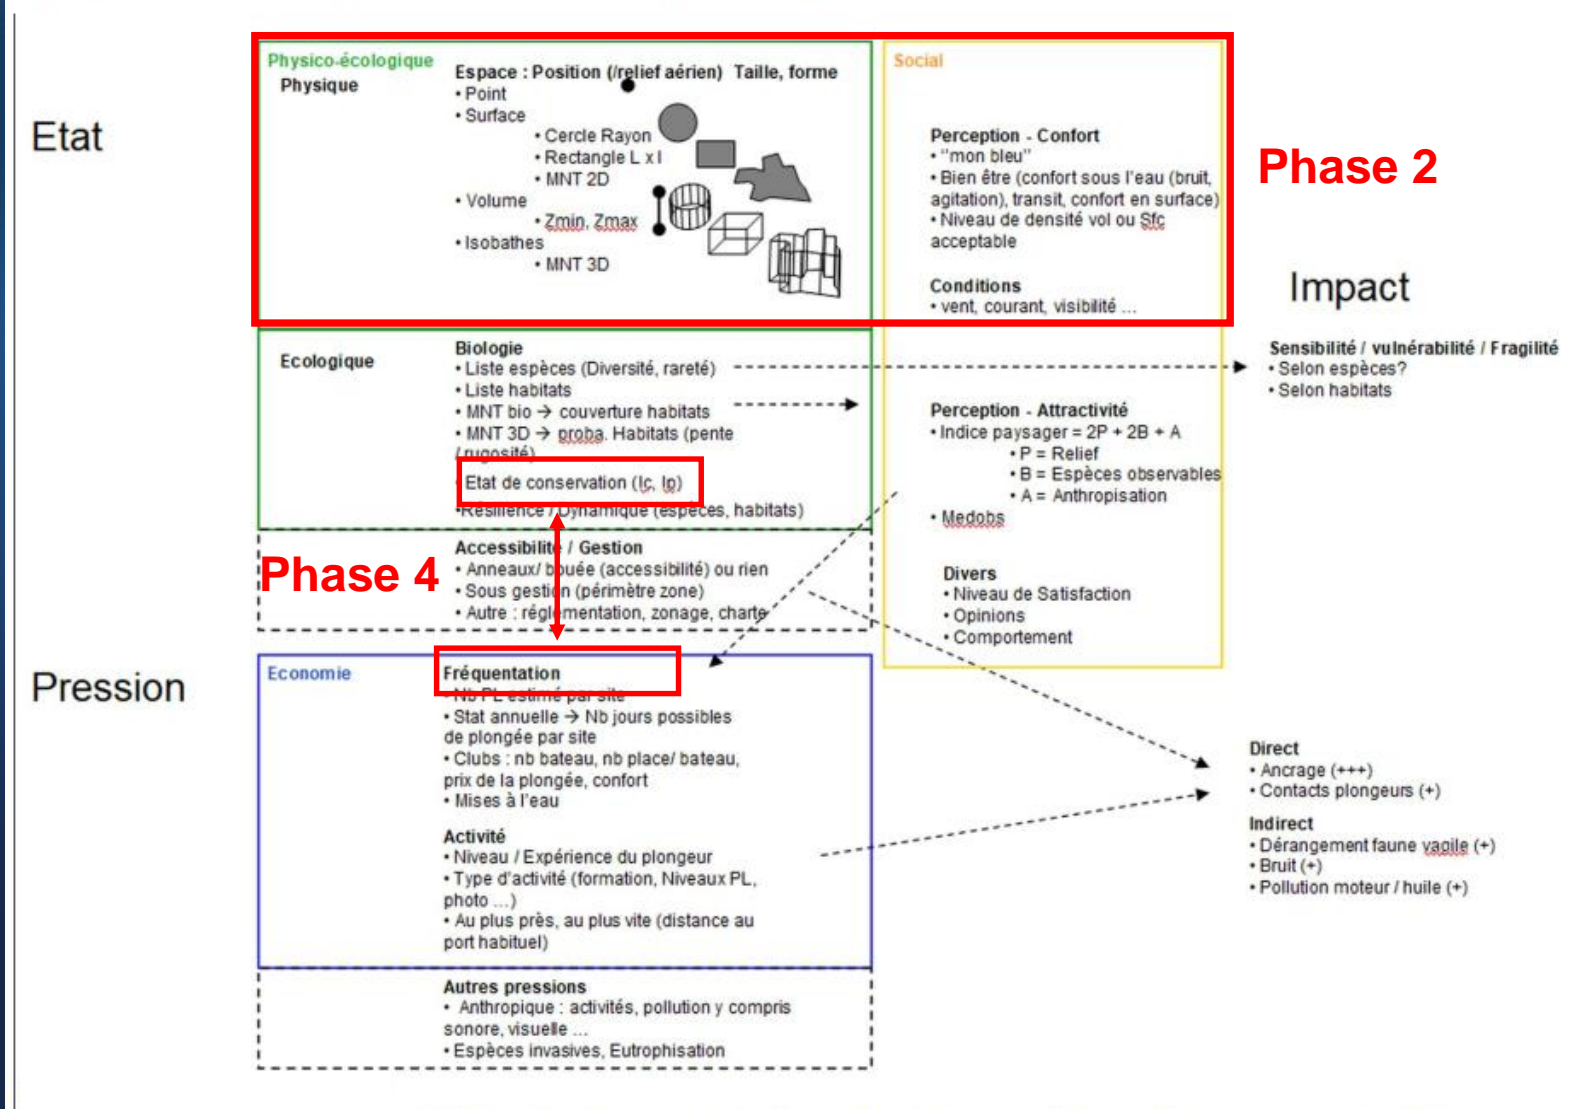 Etat
Physico-écologique
Physique
Espace : Position (/relief aérien) Taille, forme
• Point
• Surface
• Cercle Rayon
• Rectangle L x l
• MNT 2D
• Volume
• Zmin, Zmax
• Isobathes
• MNT 3D
Social
Perception - Confort
• "mon bleu"
• Bien être (confort sous l'eau (bruit,
agitation), transit, confort en surface)
• Niveau de densité vol ou Sfc
acceptable
Conditions
• vent, courant, visibilité ...
Phase 2
Impact
Sensibilité / vulnérabilité / Fragilité
• Selon espèces?
• Selon habitats
Ecologique
Biologie
• Liste espèces (Diversité, rareté)
• Liste habitats
• MNT bio → couverture habitats
• MNT 3D → proba. Habitats (pente
/ rugosité)
• Etat de conservation (Ic, Ip)
•Résilience / Dynamique (espèces, habitats)
Perception - Attractivité
• Indice paysager = 2P + 2B + A
• P = Relief
• B = Espèces observables
• A = Anthropisation
• Medobs
Divers
• Niveau de Satisfaction
• Opinions
• Comportement
Phase 4
Accessibilité / Gestion
• Anneaux/ bouée (accessibilité) ou rien
• Sous gestion (périmètre zone)
• Autre : réglementation, zonage, charte
Pression
Economie
Fréquentation
• Nb PL estimé par site
• Stat annuelle → Nb jours possibles
de plongée par site
• Clubs : nb bateau, nb place/ bateau,
prix de la plongée, confort
• Mises à l'eau
Activité
• Niveau / Expérience du plongeur
• Type d'activité (formation, Niveaux PL,
photo ...)
• Au plus près, au plus vite (distance au
port habituel)
Direct
• Ancrage (+++)
• Contacts plongeurs (+)
Indirect
• Dérangement faune vagile (+)
• Bruit (+)
• Pollution moteur / huile (+)
Autres pressions
• Anthropique : activités, pollution y compris
sonore, visuelle ...
• Espèces invasives, Eutrophisation